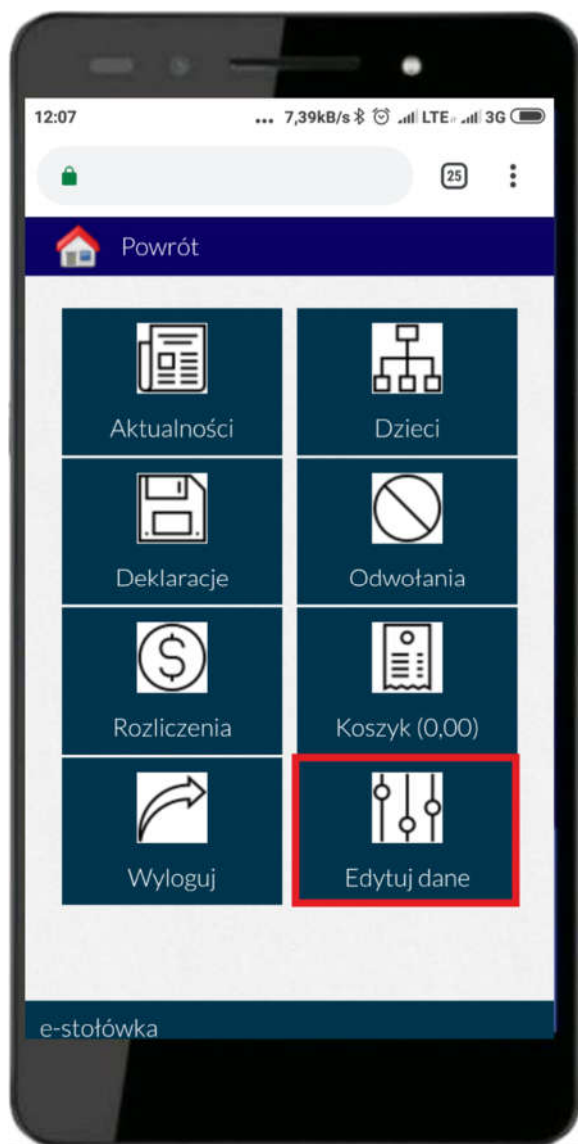 12:07 ... 7,39kB/s LTE 3G
25
Powrót
Aktualności
Dzieci
Deklaracje
Odwołania
$
Rozliczenia
Koszyk (0,00)
Wyloguj
Edytuj dane
e-stołówka